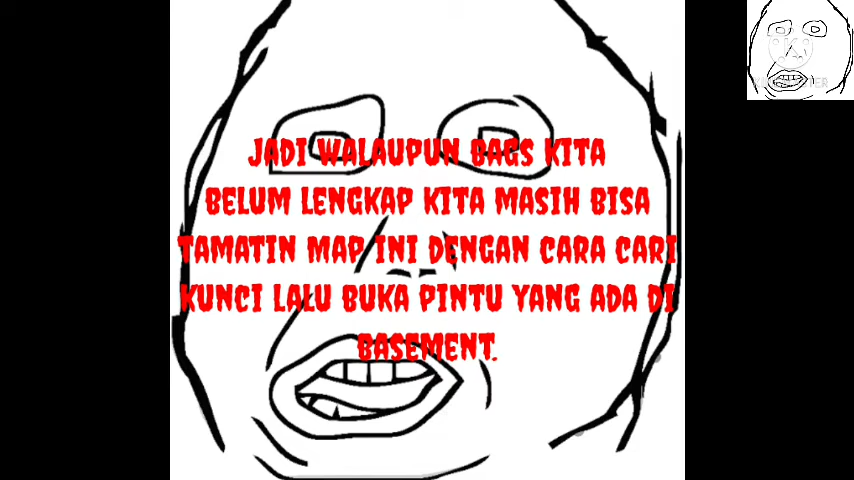 JADI WALAUPUN BAGS KITA
BELUM LENGKAP KITA MASIH BISA
TAMATIN MAP INI DENGAN CARA CARI
KUNCI LALU BUKA PINTU YANG ADA DI
BASEMENT.